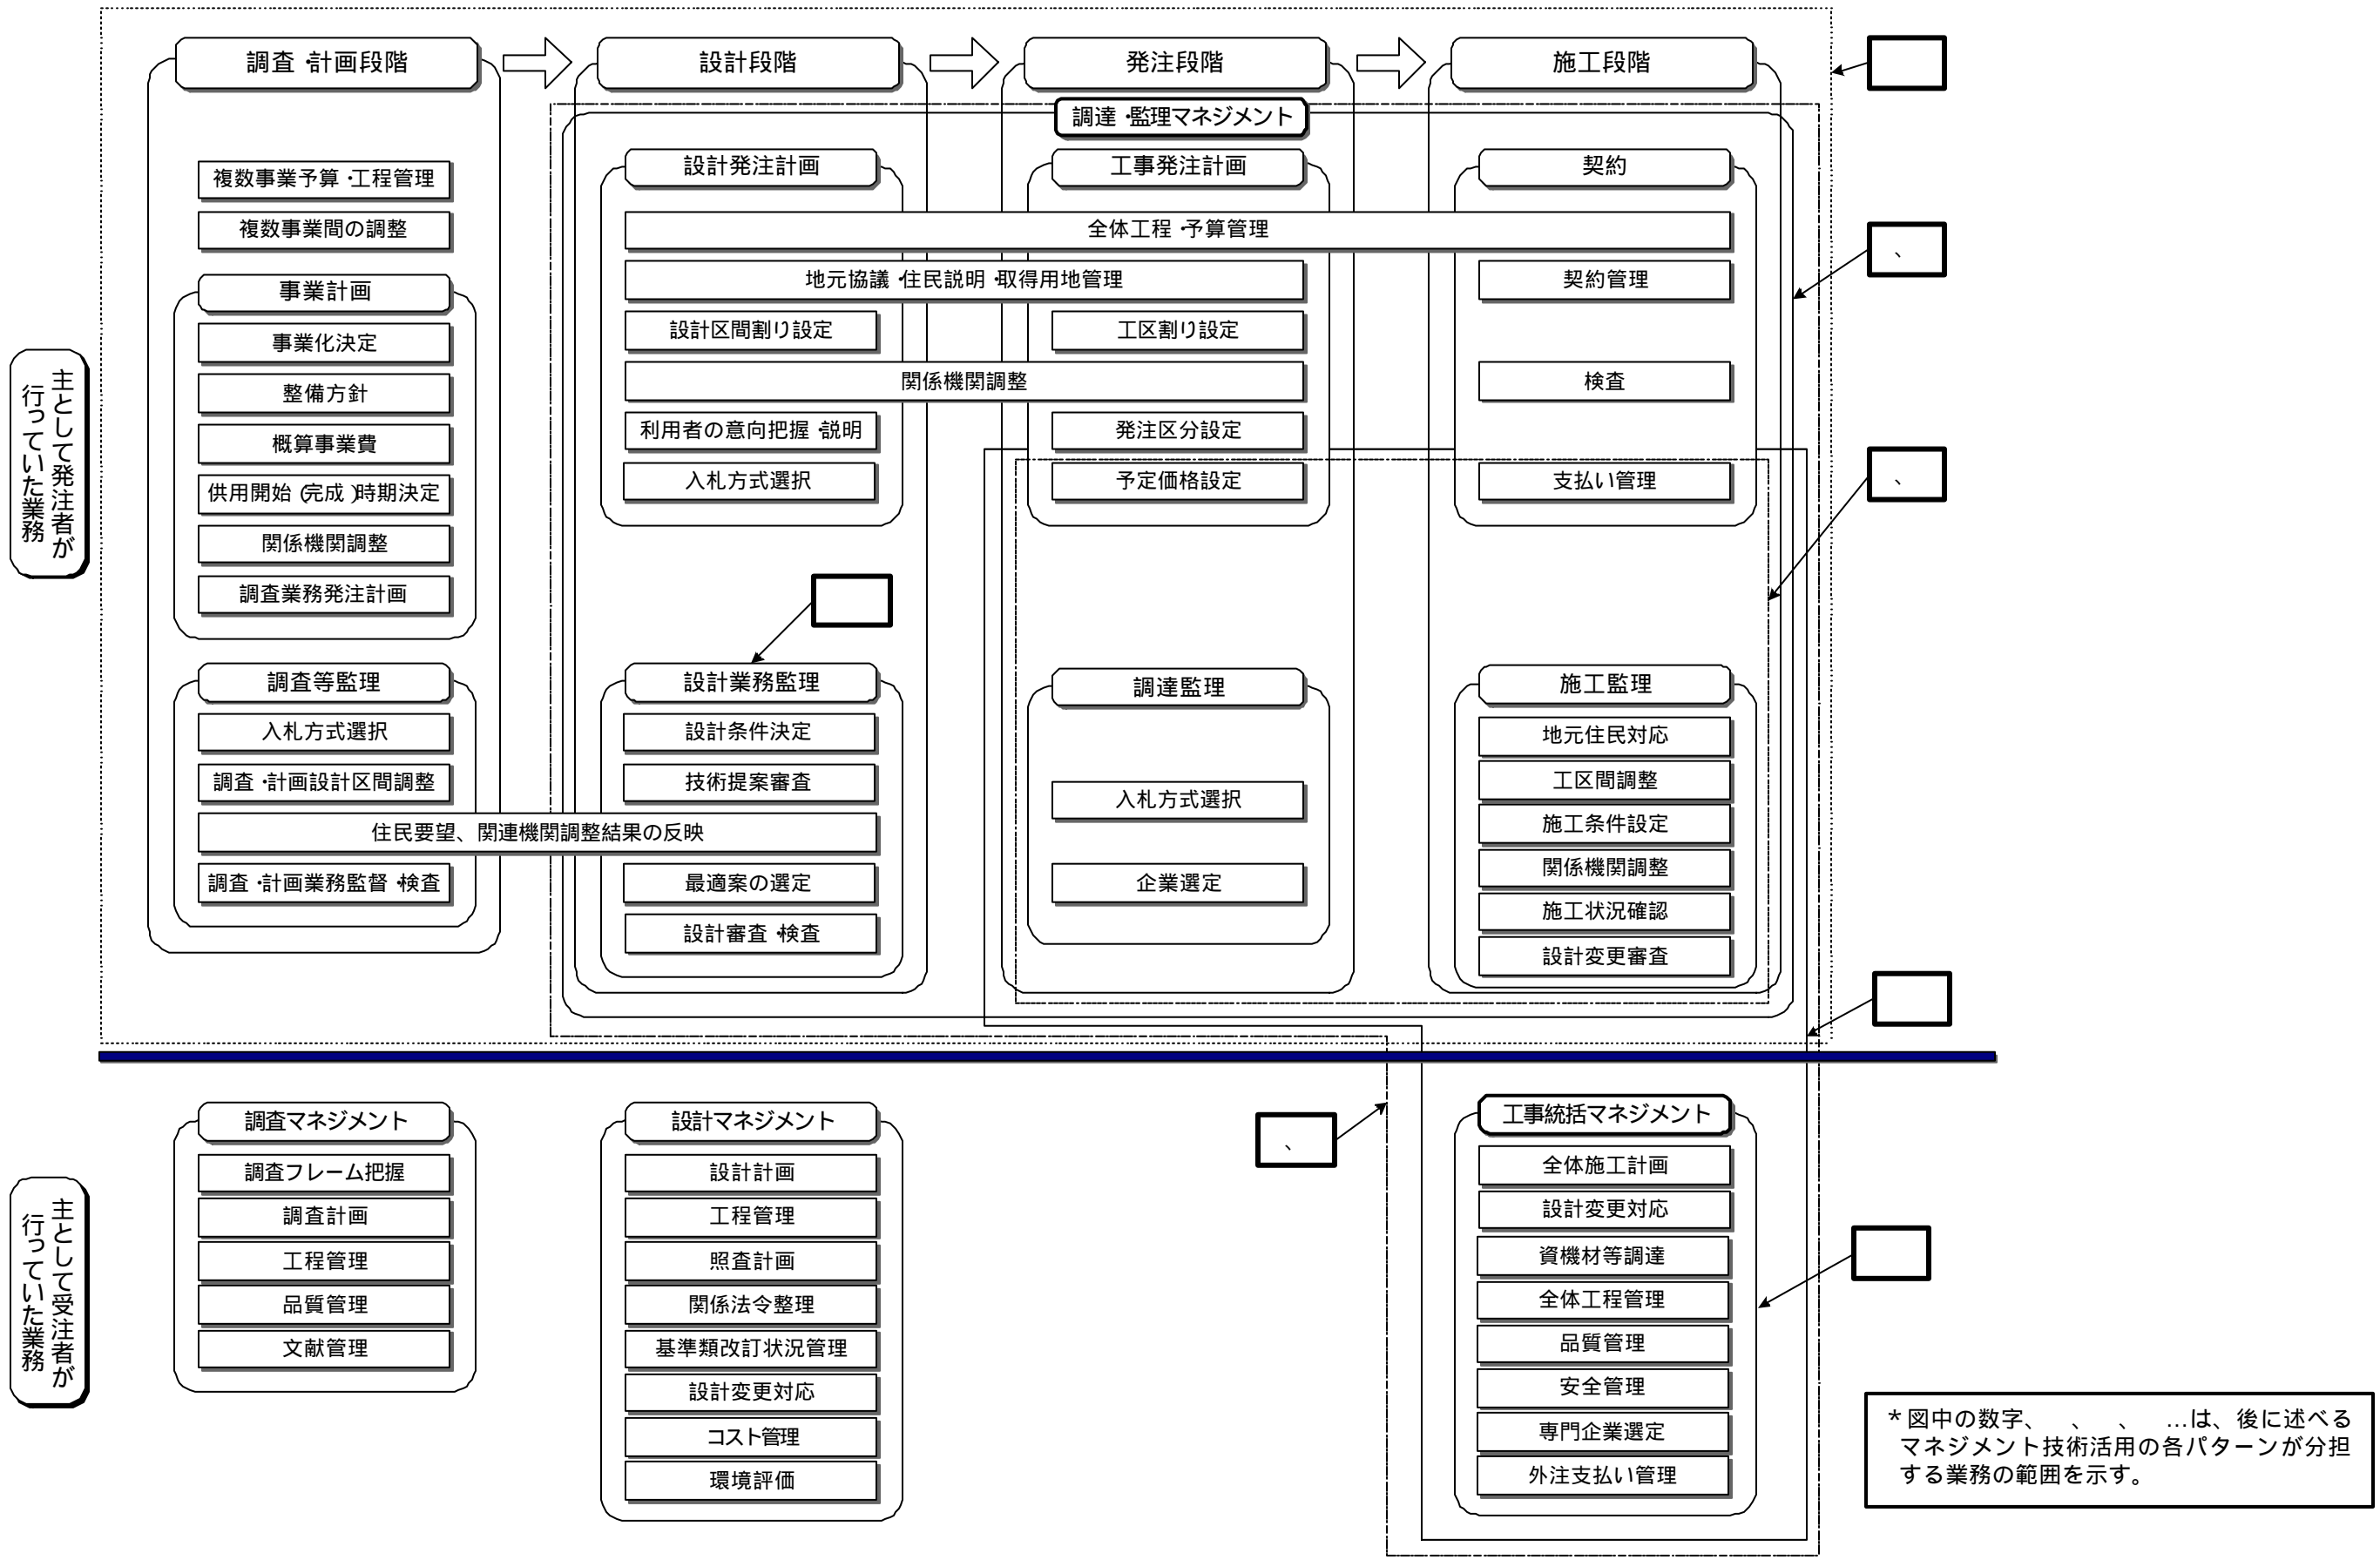 調査・計画段階
設計段階
発注段階
施工段階
調達・監理マネジメント
主として発注者が
行っていた業務
複数事業予算・工程管理
複数事業間の調整
事業計画
事業化決定
整備方針
概算事業費
供用開始(完成)時期決定
関係機関調整
調査業務発注計画
調査等監理
入札方式選択
調査・計画設計区間調整
住民要望、関連機関調整結果の反映
調査・計画業務監督・検査
設計発注計画
全体工程・予算管理
地元協議・住民説明・取得用地管理
設計区間割り設定
関係機関調整
利用者の意向把握・説明
入札方式選択
設計業務監理
設計条件決定
技術提案審査
最適案の選定
設計審査・検査
工事発注計画
工区割り設定
発注区分設定
予定価格設定
調達監理
入札方式選択
企業選定
契約
契約管理
検査
支払い管理
施工監理
地元住民対応
工区間調整
施工条件設定
関係機関調整
施工状況確認
設計変更審査
、
、
主として受注者が
行っていた業務
調査マネジメント
調査フレーム把握
調査計画
工程管理
品質管理
文献管理
設計マネジメント
設計計画
工程管理
照査計画
関係法令整理
基準類改訂状況管理
設計変更対応
コスト管理
環境評価
、
工事統括マネジメント
全体施工計画
設計変更対応
資機材等調達
全体工程管理
品質管理
安全管理
専門企業選定
外注支払い管理
*図中の数字、　、　、　…は、後に述べる
マネジメント技術活用の各パターンが分担
する業務の範囲を示す。